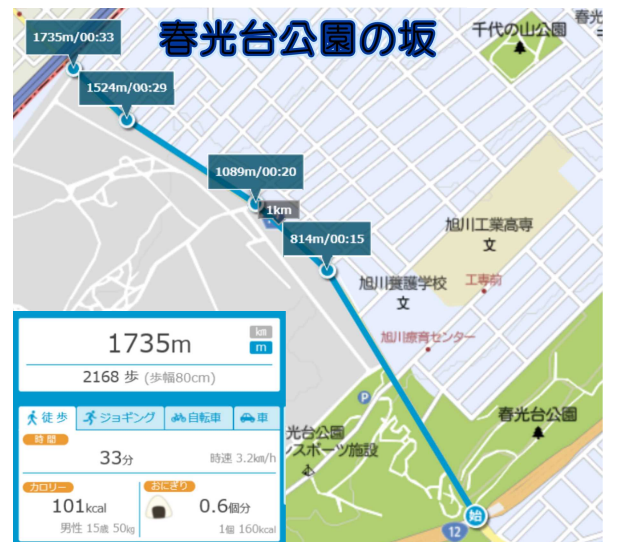 春光台公園の坂
千代の山公園
春光
1735m/00:33
1524m/00:29
1089m/00:20
1km
814m/00:15
旭川工業高専
文
旭川養護学校
文
工専前
旭川療育センター
P
春光台公園
光台公園
ンスポーツ施設
始
12
1735m
km
m
2168 歩 (歩幅80cm)
徒歩
ジョギング
自転車
車
時間
33分
時速 3.2km/h
カロリー
101kcal
男性 15歳 50kg
おにぎり
0.6個分
1個 160kcal